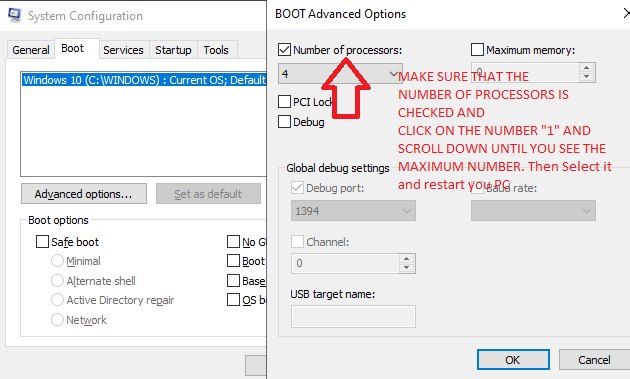 System Configuration
General
Boot
Services
Startup
Tools
Windows 10 (C:\WINDOWS) : Current OS; Default
Advanced options...
Set as default
Boot options
Safe boot
Minimal
Alternate shell
Active Directory repair
Network
No G
Boot
Base
OS b
BOOT Advanced Options
Number of processors:
4
PCI Lock
Debug
Maximum memory:
0
MAKE SURE THAT THE
NUMBER OF PROCESSORS IS
CHECKED AND
CLICK ON THE NUMBER "1" AND
SCROLL DOWN UNTIL YOU SEE THE
MAXIMUM NUMBER. Then Select it
and restart you PC
Global debug settings
Debug port:
1394
Baud rate:
Channel:
0
USB target name:
OK
Cancel